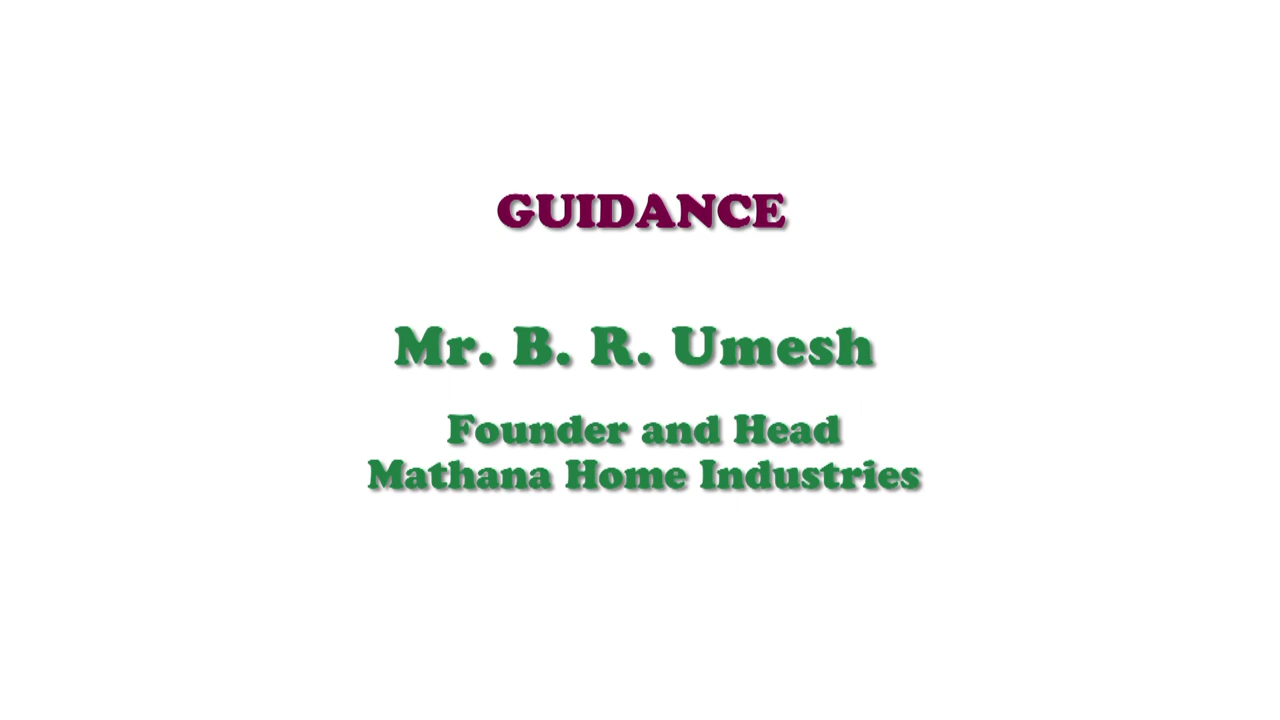 GUIDANCE
Mr. B. R. Umesh
Founder and Head
Mathana Home Industries